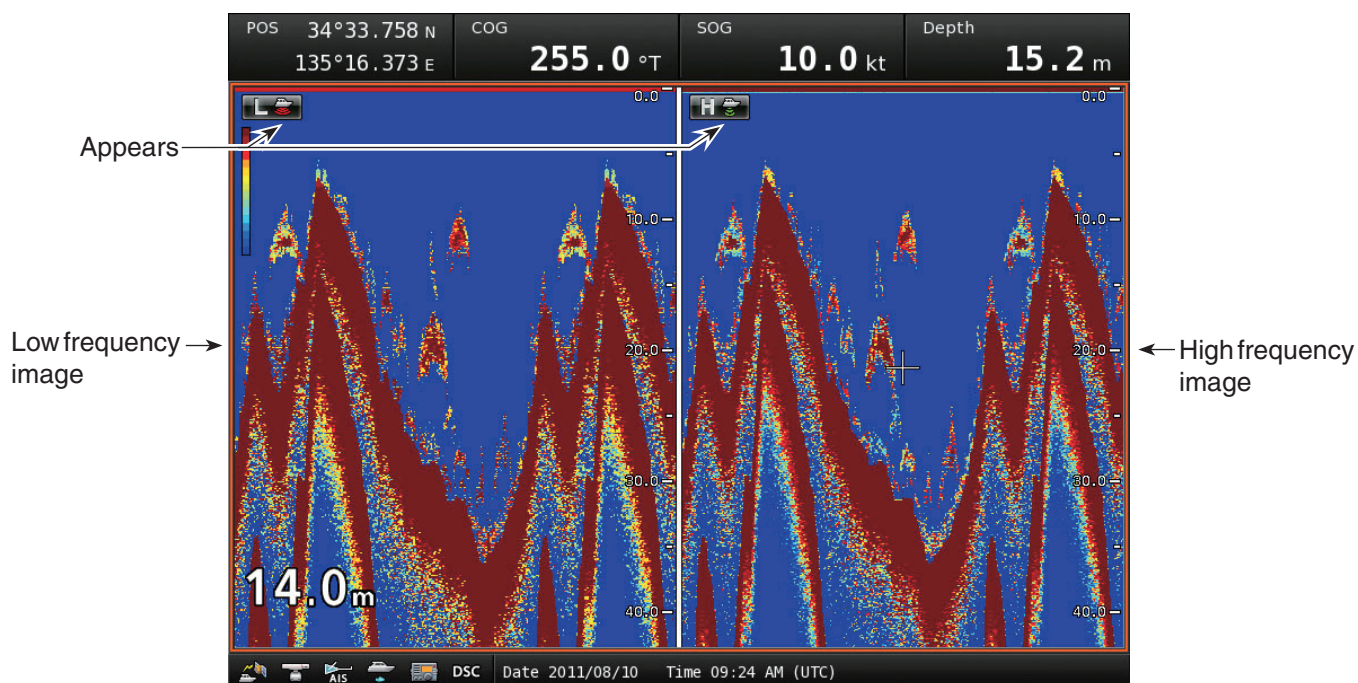 POS 34°33.758 N
135°16.373 E
COG
255.0 °T
SOG
10.0 kt
Depth
15.2 m
L
H
0.0
0.0
Appears
10.0
10.0
Low frequency
image
20.0
20.0
High frequency
image
30.0
30.0
14.0 m
40.0
40.0
AIS
DSC
Date 2011/08/10 Time 09:24 AM (UTC)